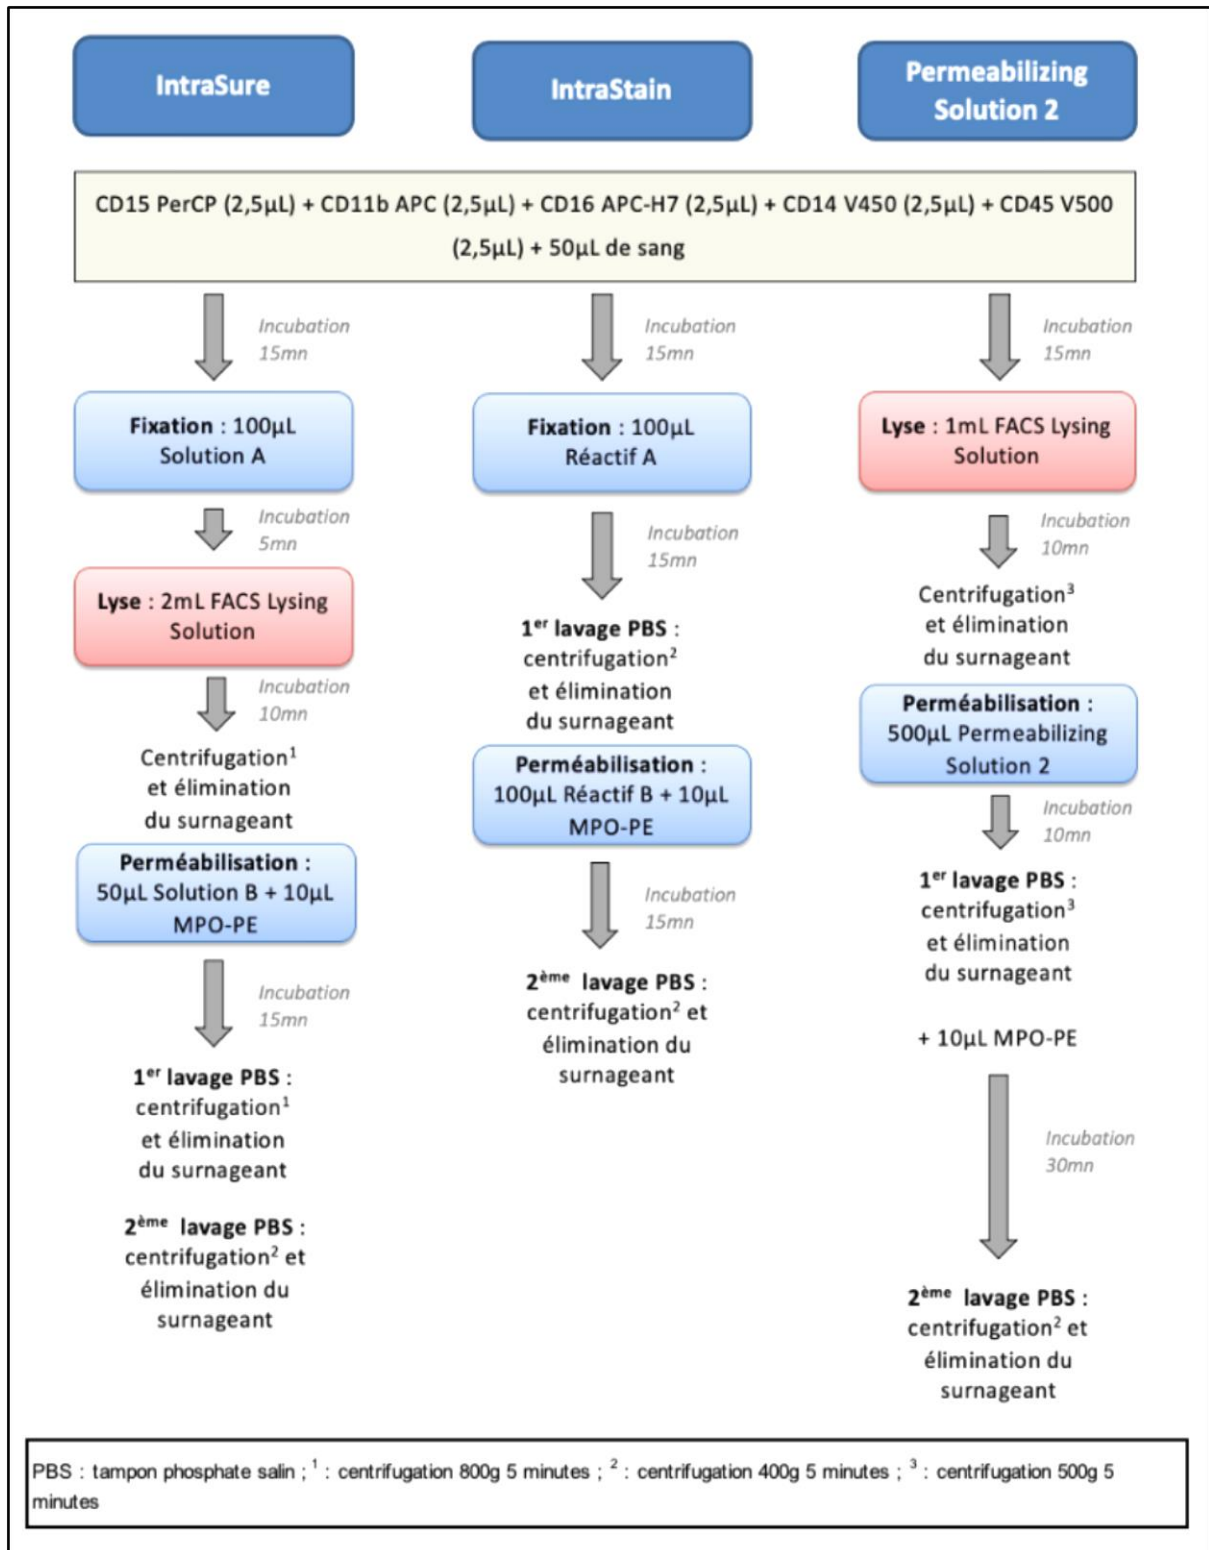 IntraSure
IntraStain
Permeabilizing
Solution 2
CD15 PerCP (2,5µL) + CD11b APC (2,5µL) + CD16 APC-H7 (2,5µL) + CD14 V450 (2,5µL) + CD45 V500
(2,5µL) + 50µL de sang
Incubation
15mn
Fixation : 100µL
Solution A
Incubation
5mn
Lyse : 2mL FACS Lysing
Solution
Incubation
10mn
Centrifugation¹
et élimination
du surnageant
Perméabilisation :
50µL Solution B + 10µL
MPO-PE
Incubation
15mn
1er lavage PBS :
centrifugation¹
et élimination
du surnageant
2ème lavage PBS :
centrifugation² et
élimination du
surnageant
Incubation
15mn
Fixation : 100µL
Réactif A
Incubation
15mn
1er lavage PBS :
centrifugation²
et élimination
du surnageant
Perméabilisation :
100µL Réactif B + 10µL
MPO-PE
Incubation
15mn
2ème lavage PBS :
centrifugation² et
élimination du
surnageant
Incubation
15mn
Lyse : 1mL FACS Lysing
Solution
Incubation
10mn
Centrifugation³
et élimination
du surnageant
Perméabilisation :
500µL Permeabilizing
Solution 2
Incubation
10mn
1er lavage PBS :
centrifugation³
et élimination
du surnageant
+ 10µL MPO-PE
Incubation
30mn
2ème lavage PBS :
centrifugation² et
élimination du
surnageant
PBS : tampon phosphate salin ; ¹ : centrifugation 800g 5 minutes ; ² : centrifugation 400g 5 minutes ; ³ : centrifugation 500g 5
minutes